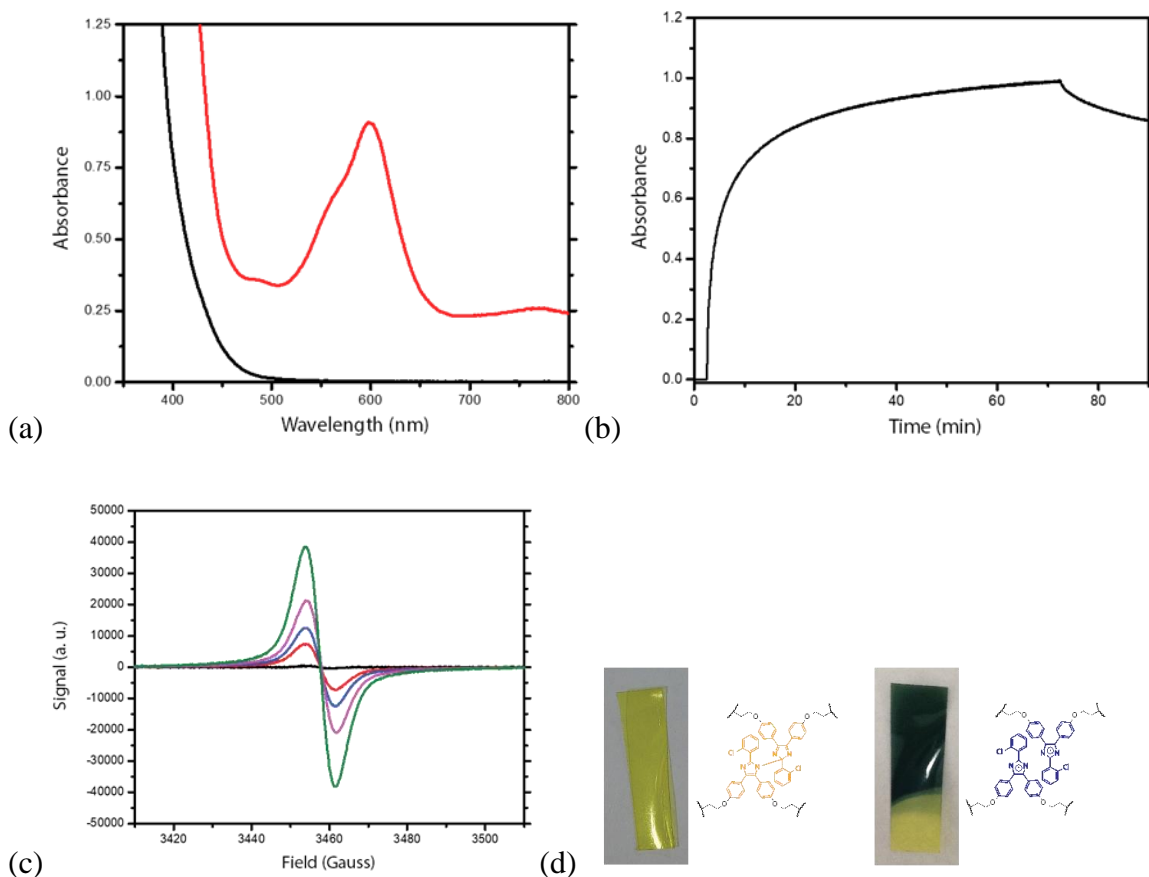 1.25
1.00
0.75
0.50
0.25
0.00
Absorbance
400 500 600 700 800
Wavelength (nm)
(a)
1.2
1.0
0.8
0.6
0.4
0.2
0.0
Absorbance
0 20 40 60 80
Time (min)
(b)
50000
40000
30000
20000
10000
0
-10000
-20000
-30000
-40000
-50000
Signal (a. u.)
3420 3440 3460 3480 3500
Field (Gauss)
(c)
(d)
O O
Cl N N
N N Cl
O O
O O
Cl N N
N N Cl
O O